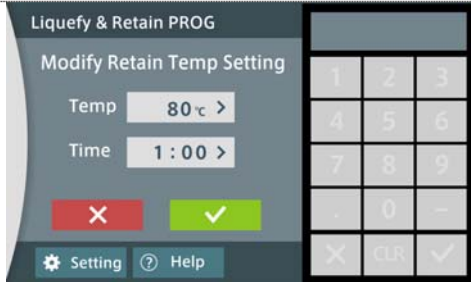 Liquefy & Retain PROG
Modify Retain Temp Setting
Temp 80℃ >
Time 1:00 >
Setting ? Help
1 2 3
4 5 6
7 8 9
. 0 -
CLR